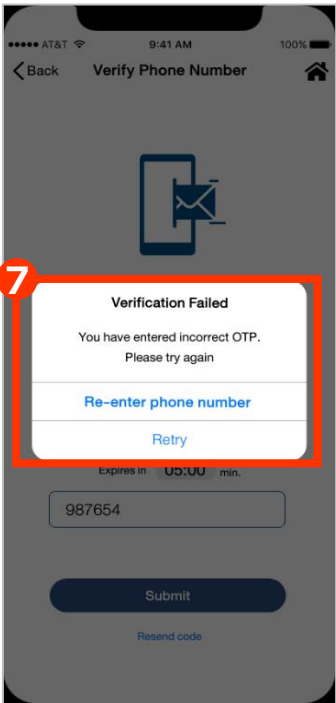 AT&T 9:41 AM 100%
Back Verify Phone Number
7
Verification Failed
You have entered incorrect OTP.
Please try again
Re-enter phone number
Retry
Expires in 05:00 min.
987654
Submit
Resend code